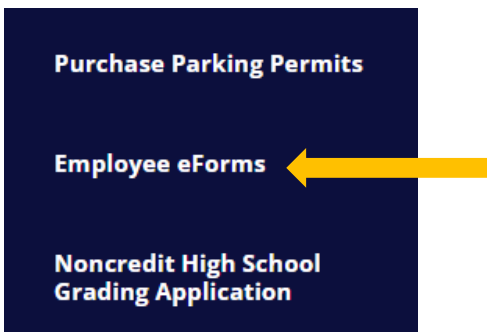 Purchase Parking Permits
Employee eForms
Noncredit High School
Grading Application